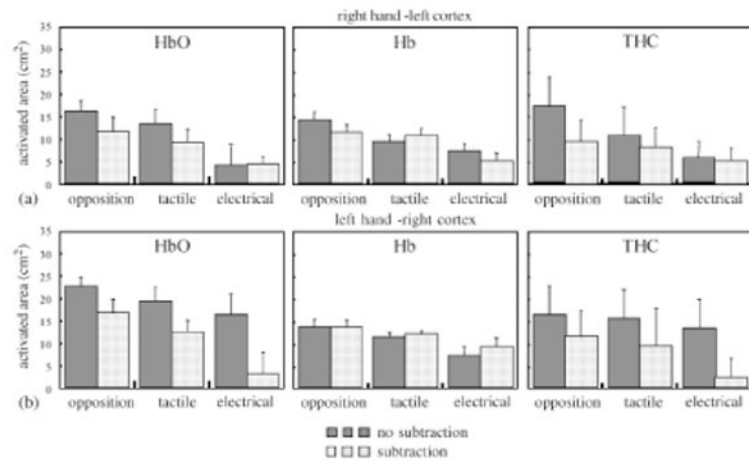 right hand -left cortex
HbO Hb THC
activated area (cm²)
35
30
25
20
15
10
5
0
(a) opposition tactile electrical opposition tactile electrical opposition tactile electrical
left hand -right cortex
HbO Hb THC
activated area (cm²)
35
30
25
20
15
10
5
0
(b) opposition tactile electrical opposition tactile electrical opposition tactile electrical
no subtraction
subtraction